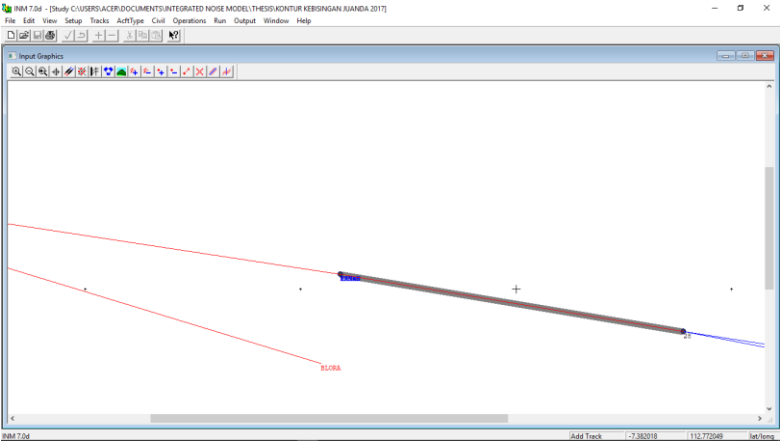 INM 7.0d - [Study C:\USERS\ACER\DOCUMENTS\INTEGRATED NOISE MODEL\THESIS\KONTUR KEBISINGAN JUANDA 2017]
File Edit View Setup Tracks AcftType Civil Operations Run Output Window Help
Input Graphics
BLORA
28
INM 7.0d
Add Track
-7.382018
112.772049
lat/long